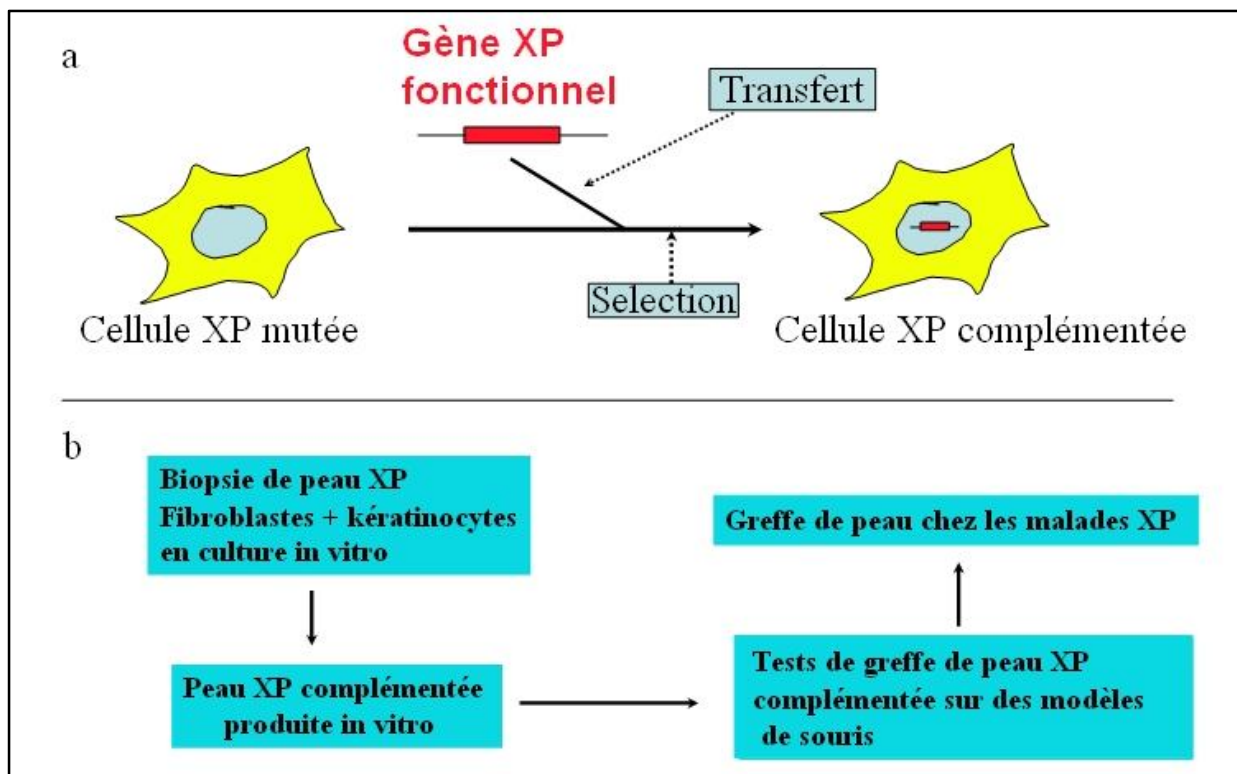 a
Gène XP
fonctionnel
Transfert
Selection
Cellule XP mutée
Cellule XP complémentée
b
Biopsie de peau XP
Fibroblastes + kératinocytes
en culture in vitro
Greffe de peau chez les malades XP
Peau XP complémentée
produite in vitro
Tests de greffe de peau XP
complémentée sur des modèles
de souris